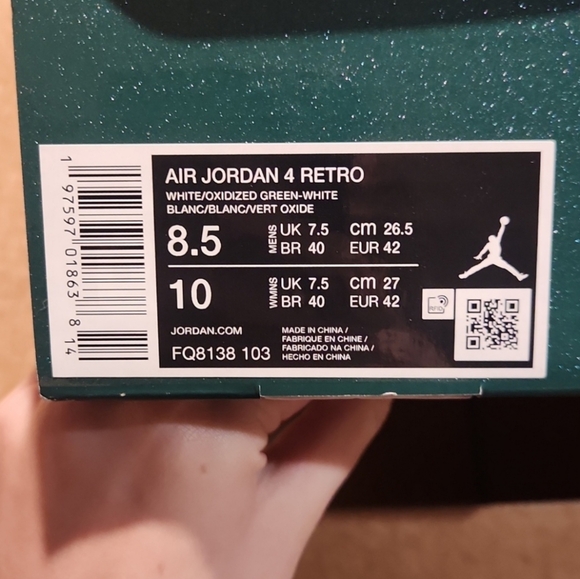 AIR JORDAN 4 RETRO
WHITE/OXIDIZED GREEN-WHITE
BLANC/BLANC/VERT OXIDE
8.5 MENS UK 7.5 cm 26.5
BR 40 EUR 42
10 WMNS UK 7.5 cm 27
BR 40 EUR 42
JORDAN.COM
FQ8138 103
MADE IN CHINA /
FABRIQUE EN CHINE /
FABRICADO NA CHINA /
HECHO EN CHINA
RFID
1 97597 01863 8 14